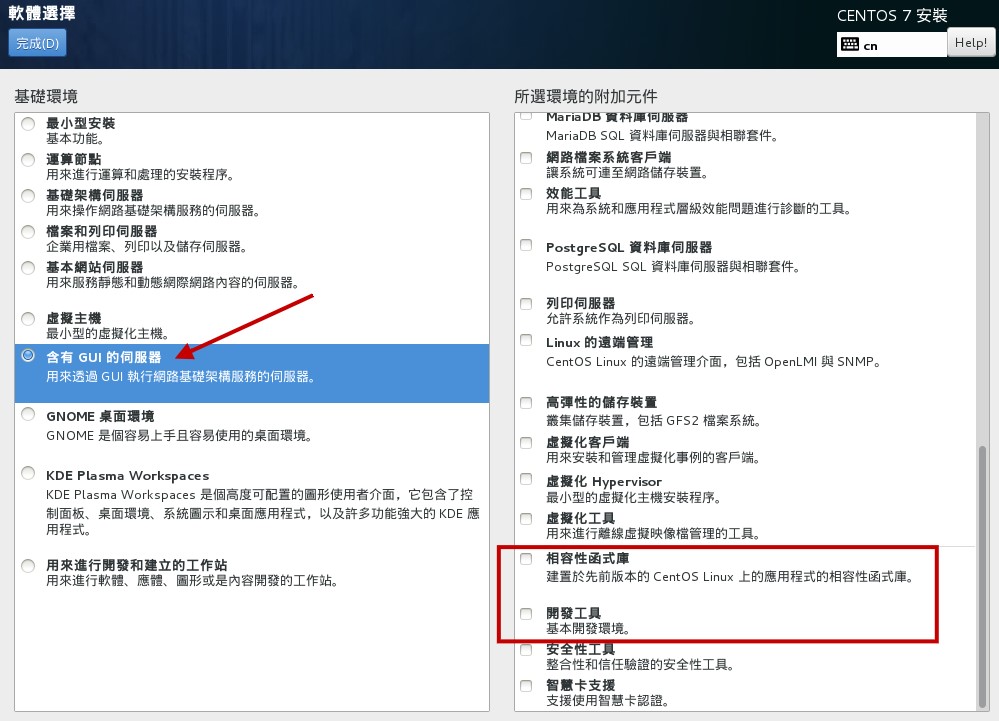 軟體選擇
完成(D)
CENTOS 7 安裝
cn
Help!
基礎環境
最小型安裝
基本功能。
運算節點
用來進行運算和處理的安裝程序。
基礎架構伺服器
用來操作網路基礎架構服務的伺服器。
檔案和列印伺服器
企業用檔案、列印以及儲存伺服器。
基本網站伺服器
用來服務靜態和動態網際網路內容的伺服器。
虛擬主機
最小型的虛擬化主機。
含有 GUI 的伺服器
用來透過 GUI 執行網路基礎架構服務的伺服器。
GNOME 桌面環境
GNOME 是個容易上手且容易使用的桌面環境。
KDE Plasma Workspaces
KDE Plasma Workspaces 是個高度可配置的圖形使用者介面，它包含了控
制面板、桌面環境、系統圖示和桌面應用程式，以及許多功能強大的 KDE 應
用程式。
用來進行開發和建立的工作站
用來進行軟體、應體、圖形或是內容開發的工作站。
所選環境的附加元件
MariaDB 資料庫伺服器
MariaDB SQL 資料庫伺服器與相聯套件。
網路檔案系統客戶端
讓系統可連至網路儲存裝置。
效能工具
用來為系統和應用程式層級效能問題進行診斷的工具。
PostgreSQL 資料庫伺服器
PostgreSQL SQL 資料庫伺服器與相聯套件。
列印伺服器
允許系統作為列印伺服器。
Linux 的遠端管理
CentOS Linux 的遠端管理介面，包括 OpenLMI 與 SNMP。
高彈性的儲存裝置
叢集儲存裝置，包括 GFS2 檔案系統。
虛擬化客戶端
用來安裝和管理虛擬化事例的客戶端。
虛擬化 Hypervisor
最小型的虛擬化主機安裝程序。
虛擬化工具
用來進行離線虛擬映像檔管理的工具。
相容性函式庫
建置於先前版本的 CentOS Linux 上的應用程式的相容性函式庫。
開發工具
基本開發環境。
安全性工具
整合性和信任驗證的安全性工具。
智慧卡支援
支援使用智慧卡認證。